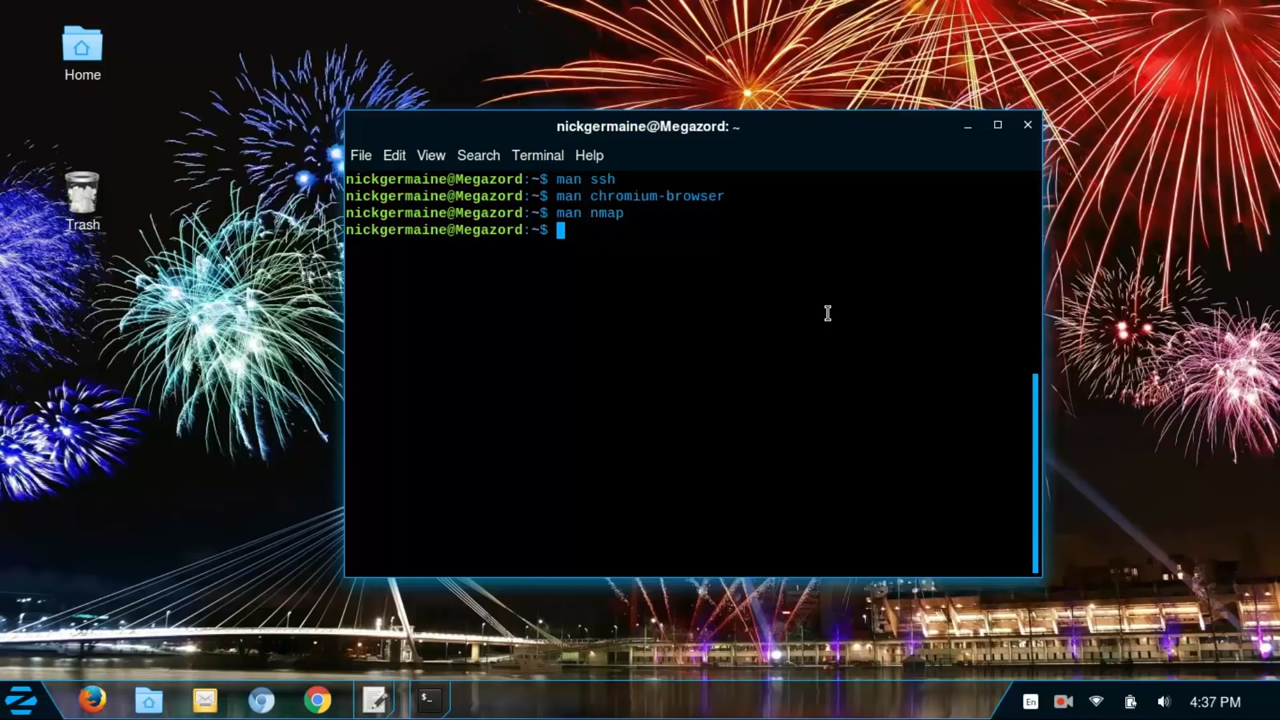 Home
Trash
nickgermaine@Megazord: ~
File Edit View Search Terminal Help
nickgermaine@Megazord:~$ man ssh
nickgermaine@Megazord:~$ man chromium-browser
nickgermaine@Megazord:~$ man nmap
nickgermaine@Megazord:~$
$_
En
4:37 PM